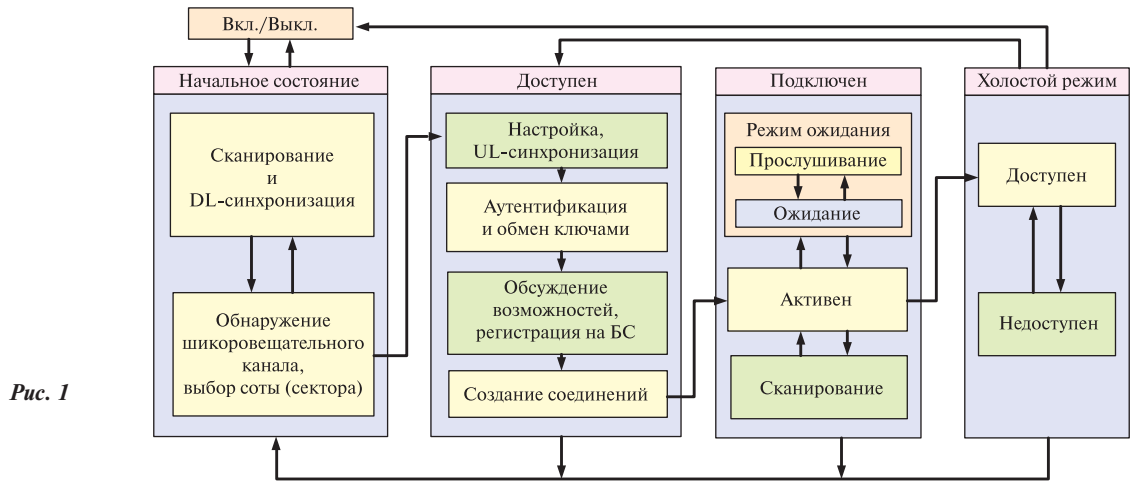 Вкл./Выкл.
Начальное состояние
Сканирование
и
DL-синхронизация
Обнаружение
шикоровещательного
канала,
выбор соты (сектора)
Доступен
Настройка,
UL-синхронизация
Аутентификация
и обмен ключами
Обсуждение
возможностей,
регистрация на БС
Создание соединений
Подключен
Режим ожидания
Прослушивание
Ожидание
Активен
Сканирование
Холостой режим
Доступен
Недоступен
Рис. 1